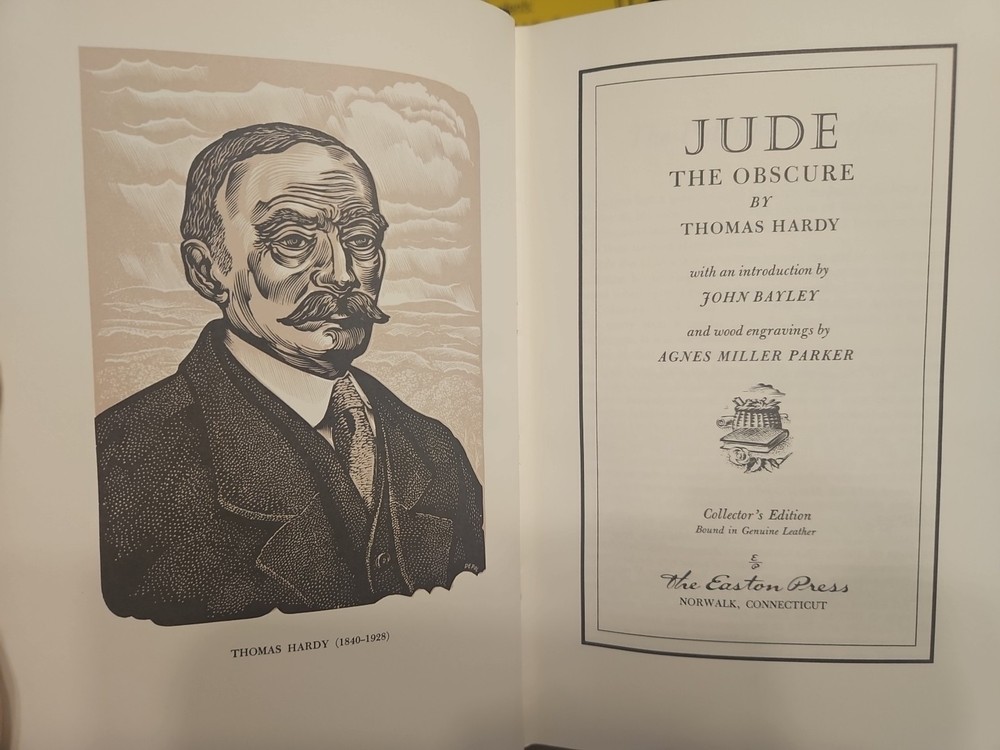 THOMAS HARDY (1840–1928)
JUDE
THE OBSCURE
BY
THOMAS HARDY
with an introduction by
JOHN BAYLEY
and wood engravings by
AGNES MILLER PARKER
Collector's Edition
Bound in Genuine Leather
The Easton Press
NORWALK, CONNECTICUT